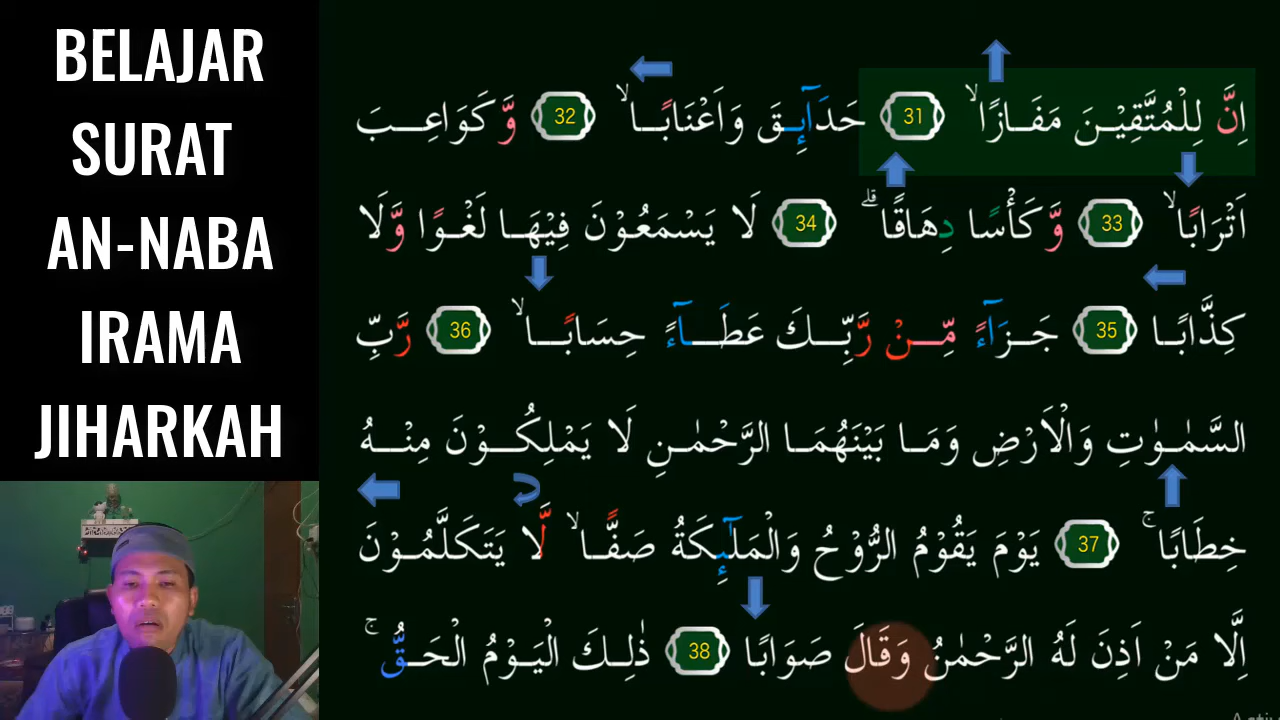 BELAJAR
SURAT
AN-NABA
IRAMA
JIHARKAH
اِنَّ لِلْمُتَّقِيْنَ مَفَازًاۙ 31 حَدَاۤىِٕقَ وَاَعْنَابًاۙ 32 وَّكَوَاعِبَ
اَتْرَابًاۙ 33 وَّكَأْسًا دِهَاقًاۗ 34 لَا يَسْمَعُوْنَ فِيْهَا لَغْوًا وَّلَا
كِذّٰبًا 35 جَزَاۤءً مِّنْ رَّبِّكَ عَطَاۤءً حِسَابًاۙ 36 رَّبِّ
السَّمٰوٰتِ وَالْاَرْضِ وَمَا بَيْنَهُمَا الرَّحْمٰنِ لَا يَمْلِكُوْنَ مِنْهُ
خِطَابًاۚ 37 يَوْمَ يَقُوْمُ الرُّوْحُ وَالْمَلٰۤىِٕكَةُ صَفًّاۙ لَّا يَتَكَلَّمُوْنَ
اِلَّا مَنْ اَذِنَ لَهُ الرَّحْمٰنُ وَقَالَ صَوَابًا 38 ذٰلِكَ الْيَوْمُ الْحَقُّۚ